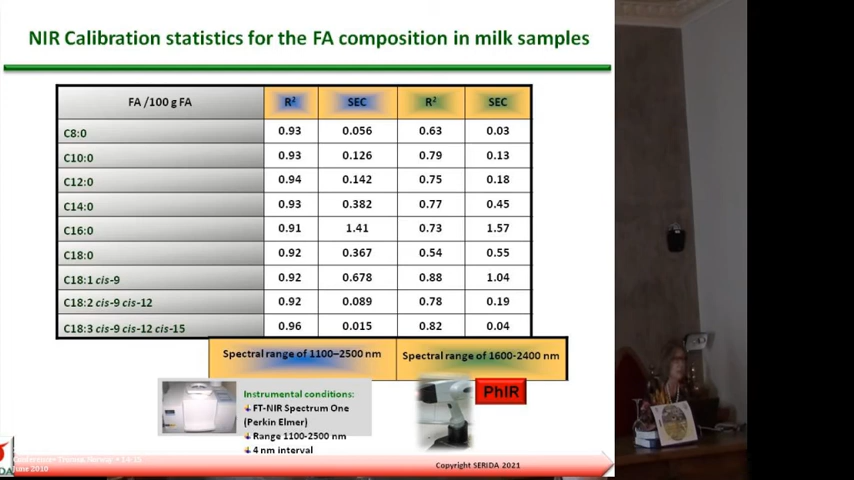 NIR Calibration statistics for the FA composition in milk samples
FA /100 g FA R² SEC R² SEC
C8:0 0.93 0.056 0.63 0.03
C10:0 0.93 0.126 0.79 0.13
C12:0 0.94 0.142 0.75 0.18
C14:0 0.93 0.382 0.77 0.45
C16:0 0.91 1.41 0.73 1.57
C18:0 0.92 0.367 0.54 0.55
C18:1 cis-9 0.92 0.678 0.88 1.04
C18:2 cis-9 cis-12 0.92 0.089 0.78 0.19
C18:3 cis-9 cis-12 cis-15 0.96 0.015 0.82 0.04
Spectral range of 1100–2500 nm Spectral range of 1600-2400 nm
Instrumental conditions:
FT-NIR Spectrum One
(Perkin Elmer)
Range 1100-2500 nm
4 nm interval
PhIR
June 2010
Copyright SERIDA 2021